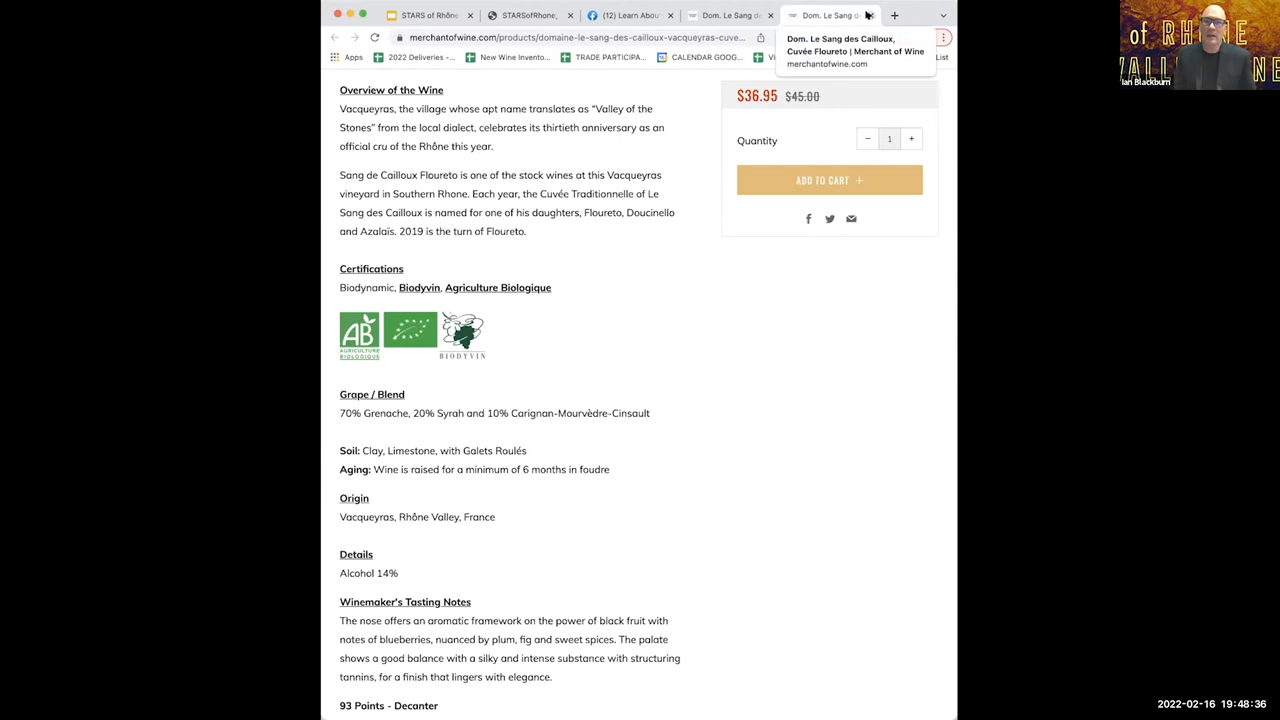 STARS of Rhône
STARSofRhone,
(12) Learn Abou
Dom. Le Sang d
Dom. Le Sang de
merchantofwine.com/products/domaine-le-sang-des-cailloux-vacqueyras-cuve...
Dom. Le Sang des Cailloux,
Cuvée Floureto | Merchant of Wine
merchantofwine.com
Apps
2022 Deliveries -...
New Wine Invento...
TRADE PARTICIPA...
CALENDAR GOOG...
List
of RHONE
VALL
NE
Ian Blackburn
Overview of the Wine
Vacqueyras, the village whose apt name translates as “Valley of the
Stones” from the local dialect, celebrates its thirtieth anniversary as an
official cru of the Rhône this year.
Sang de Cailloux Floureto is one of the stock wines at this Vacqueyras
vineyard in Southern Rhone. Each year, the Cuvée Traditionnelle of Le
Sang des Cailloux is named for one of his daughters, Floureto, Doucinello
and Azalaïs. 2019 is the turn of Floureto.
Certifications
Biodynamic, Biodyvin, Agriculture Biologique
AB
AGRICULTURE
BIOLOGIQUE
BIODYVIN
Grape / Blend
70% Grenache, 20% Syrah and 10% Carignan-Mourvèdre-Cinsault
Soil: Clay, Limestone, with Galets Roulés
Aging: Wine is raised for a minimum of 6 months in foudre
Origin
Vacqueyras, Rhône Valley, France
Details
Alcohol 14%
Winemaker's Tasting Notes
The nose offers an aromatic framework on the power of black fruit with
notes of blueberries, nuanced by plum, fig and sweet spices. The palate
shows a good balance with a silky and intense substance with structuring
tannins, for a finish that lingers with elegance.
93 Points - Decanter
$36.95 $45.00
Quantity
− 1 +
ADD TO CART +
2022-02-16 19:48:36